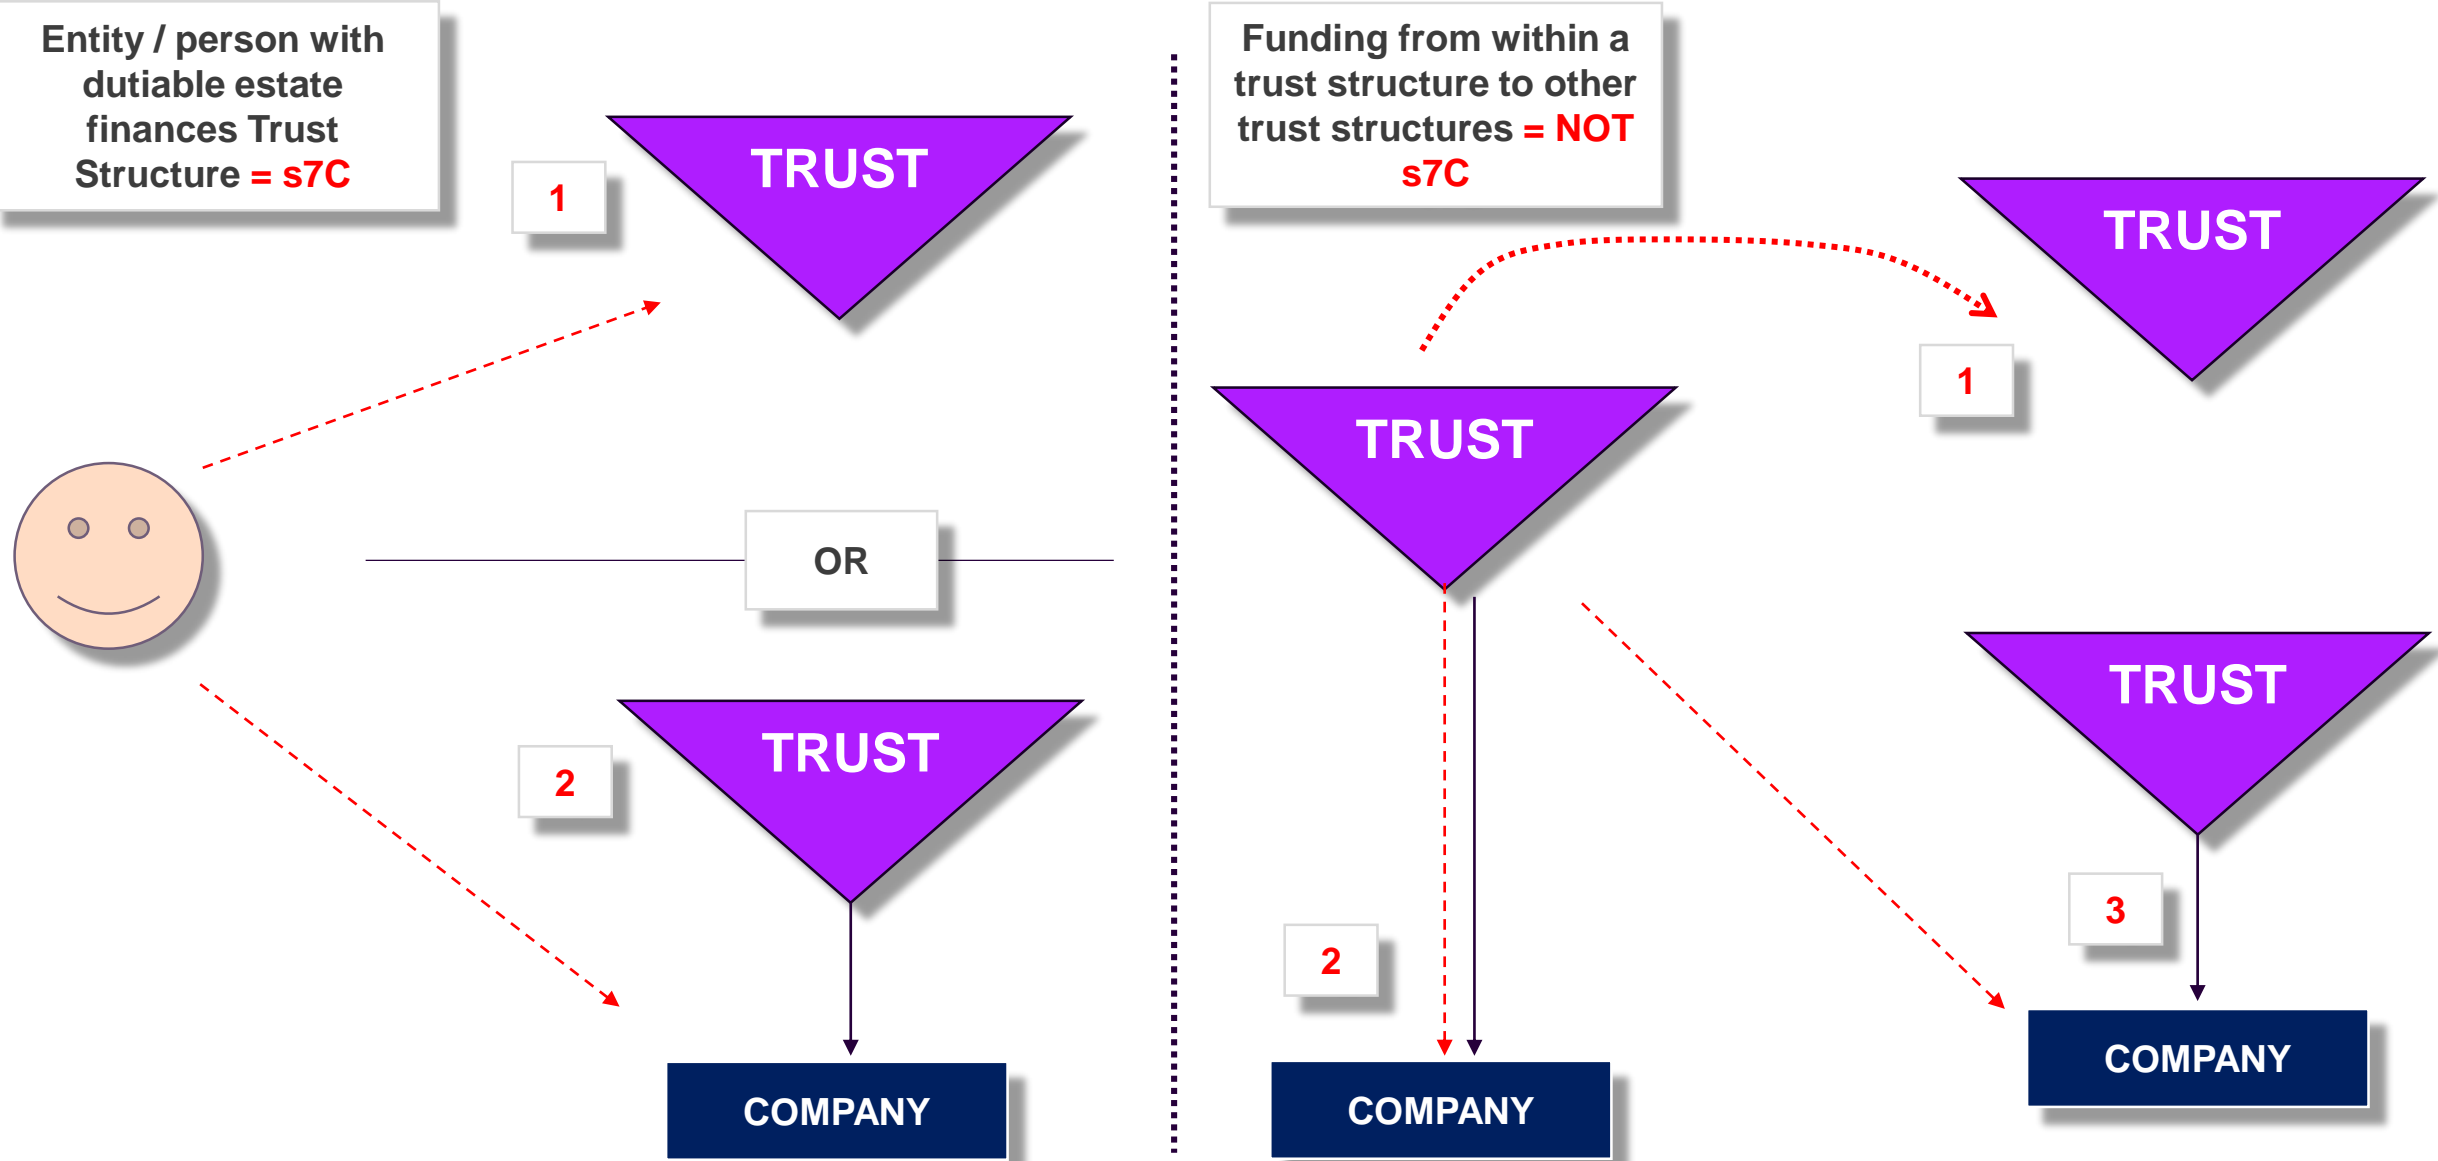 Entity / person with
dutiable estate
finances Trust
Structure = s7C
1
TRUST
OR
2
TRUST
COMPANY
Funding from within a
trust structure to other
trust structures = NOT
s7C
TRUST
1
TRUST
TRUST
2
3
COMPANY
COMPANY